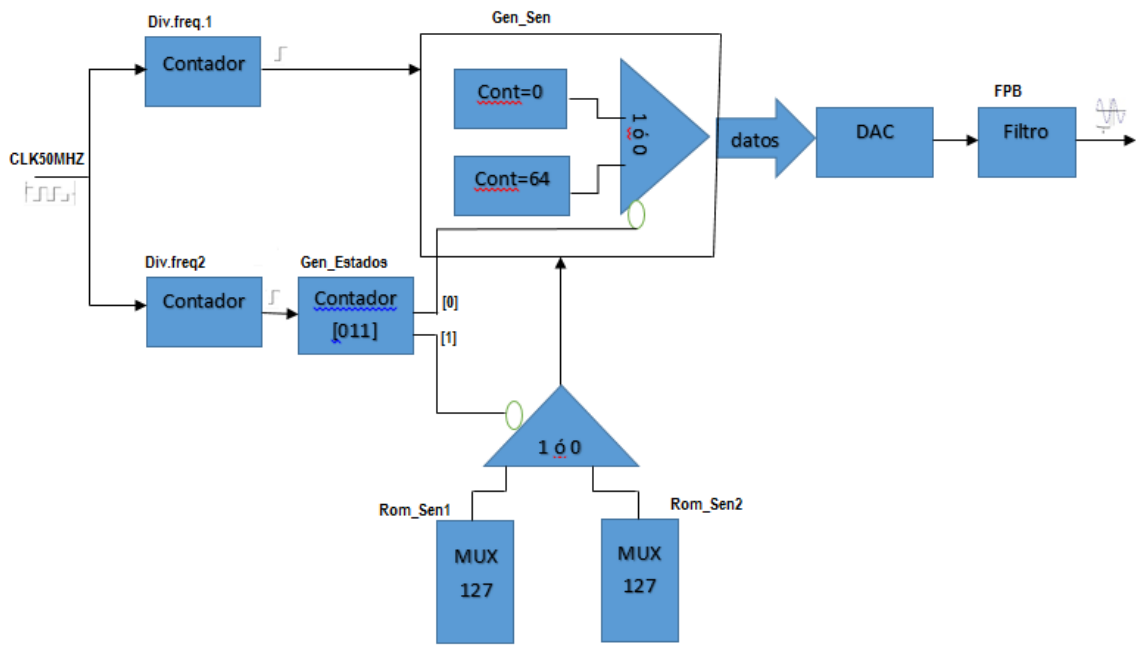 Div.freq.1
Contador
Gen_Sen
Cont=0
Cont=64
1 ó 0
datos
DAC
FPB
Filtro
CLK50MHZ
Div.freq2
Contador
Gen_Estados
Contador
[011]
[0]
[1]
1 ó 0
Rom_Sen1
MUX
127
Rom_Sen2
MUX
127